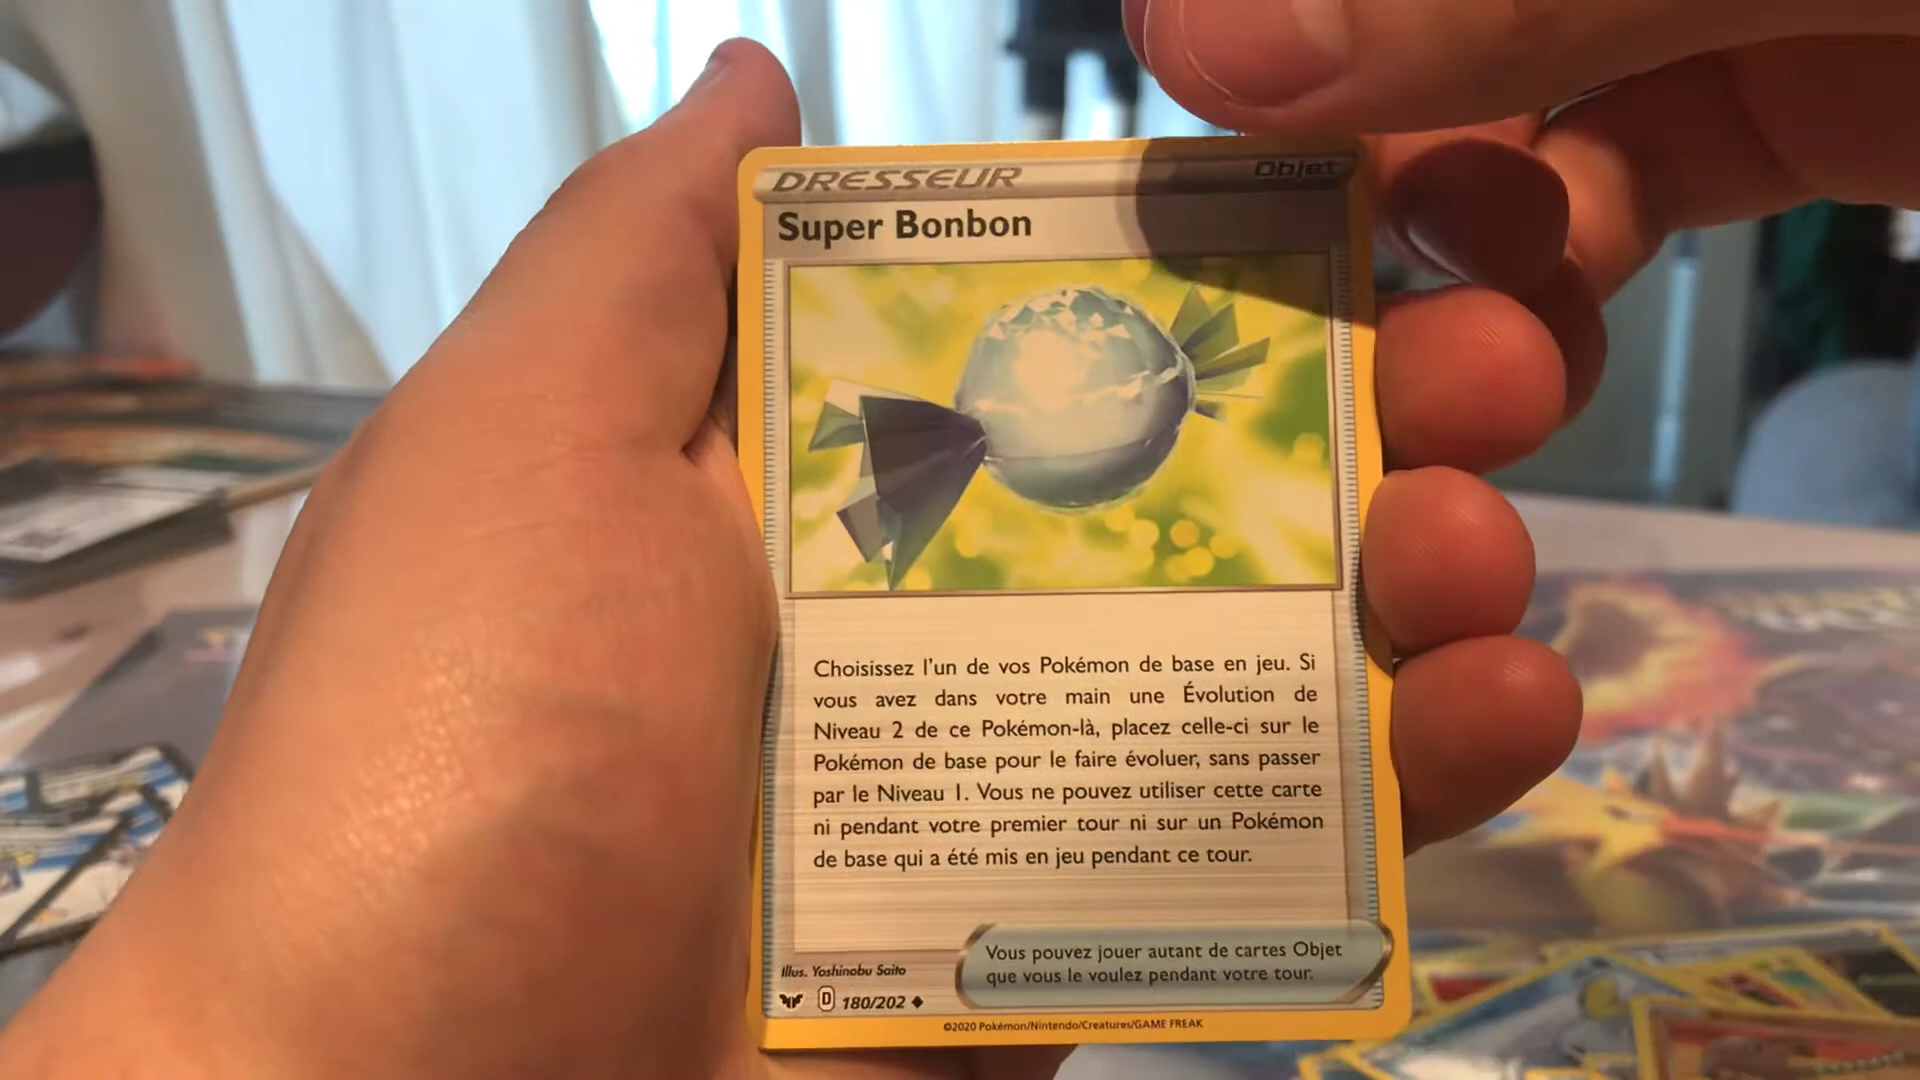 DRESSEUR
Objet
Super Bonbon
Choisissez l'un de vos Pokémon de base en jeu. Si
vous avez dans votre main une Évolution de
Niveau 2 de ce Pokémon-là, placez celle-ci sur le
Pokémon de base pour le faire évoluer, sans passer
par le Niveau 1. Vous ne pouvez utiliser cette carte
ni pendant votre premier tour ni sur un Pokémon
de base qui a été mis en jeu pendant ce tour.
Vous pouvez jouer autant de cartes Objet
que vous le voulez pendant votre tour.
Illus. Yoshinobu Saito
D 180/202
©2020 Pokémon/Nintendo/Creatures/GAME FREAK